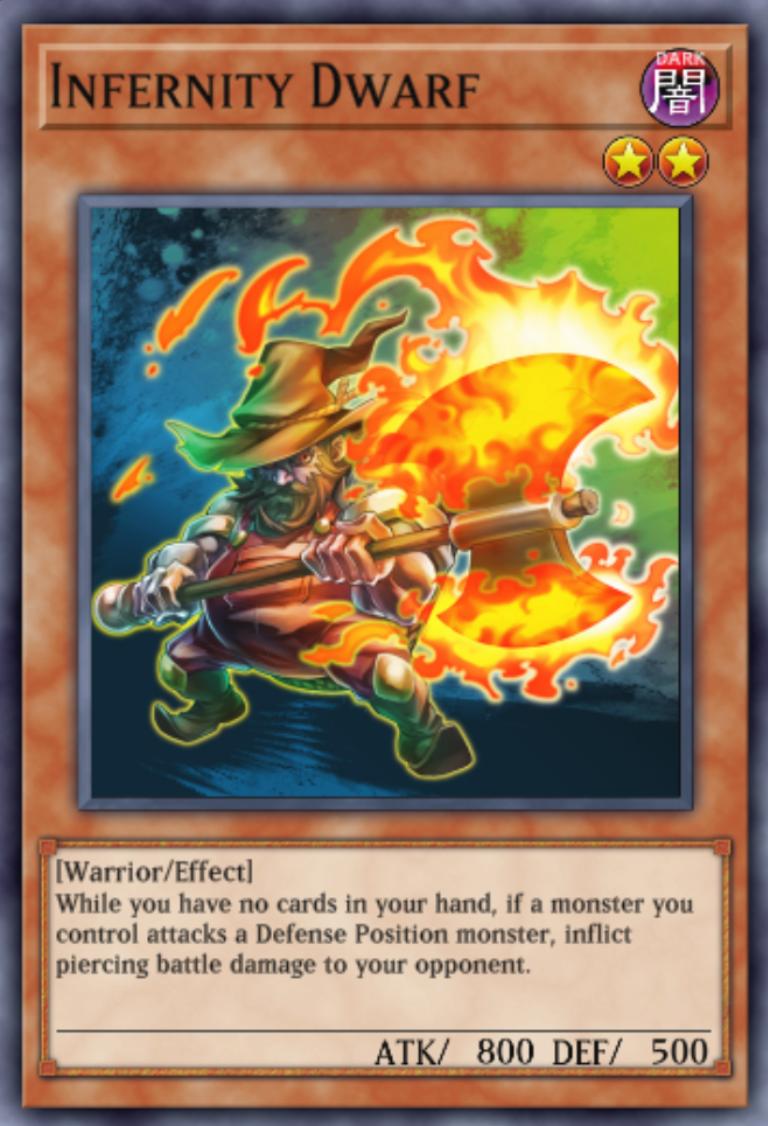 Infernity Dwarf
DARK
闇
[Warrior/Effect]
While you have no cards in your hand, if a monster you
control attacks a Defense Position monster, inflict
piercing battle damage to your opponent.
ATK/ 800 DEF/ 500